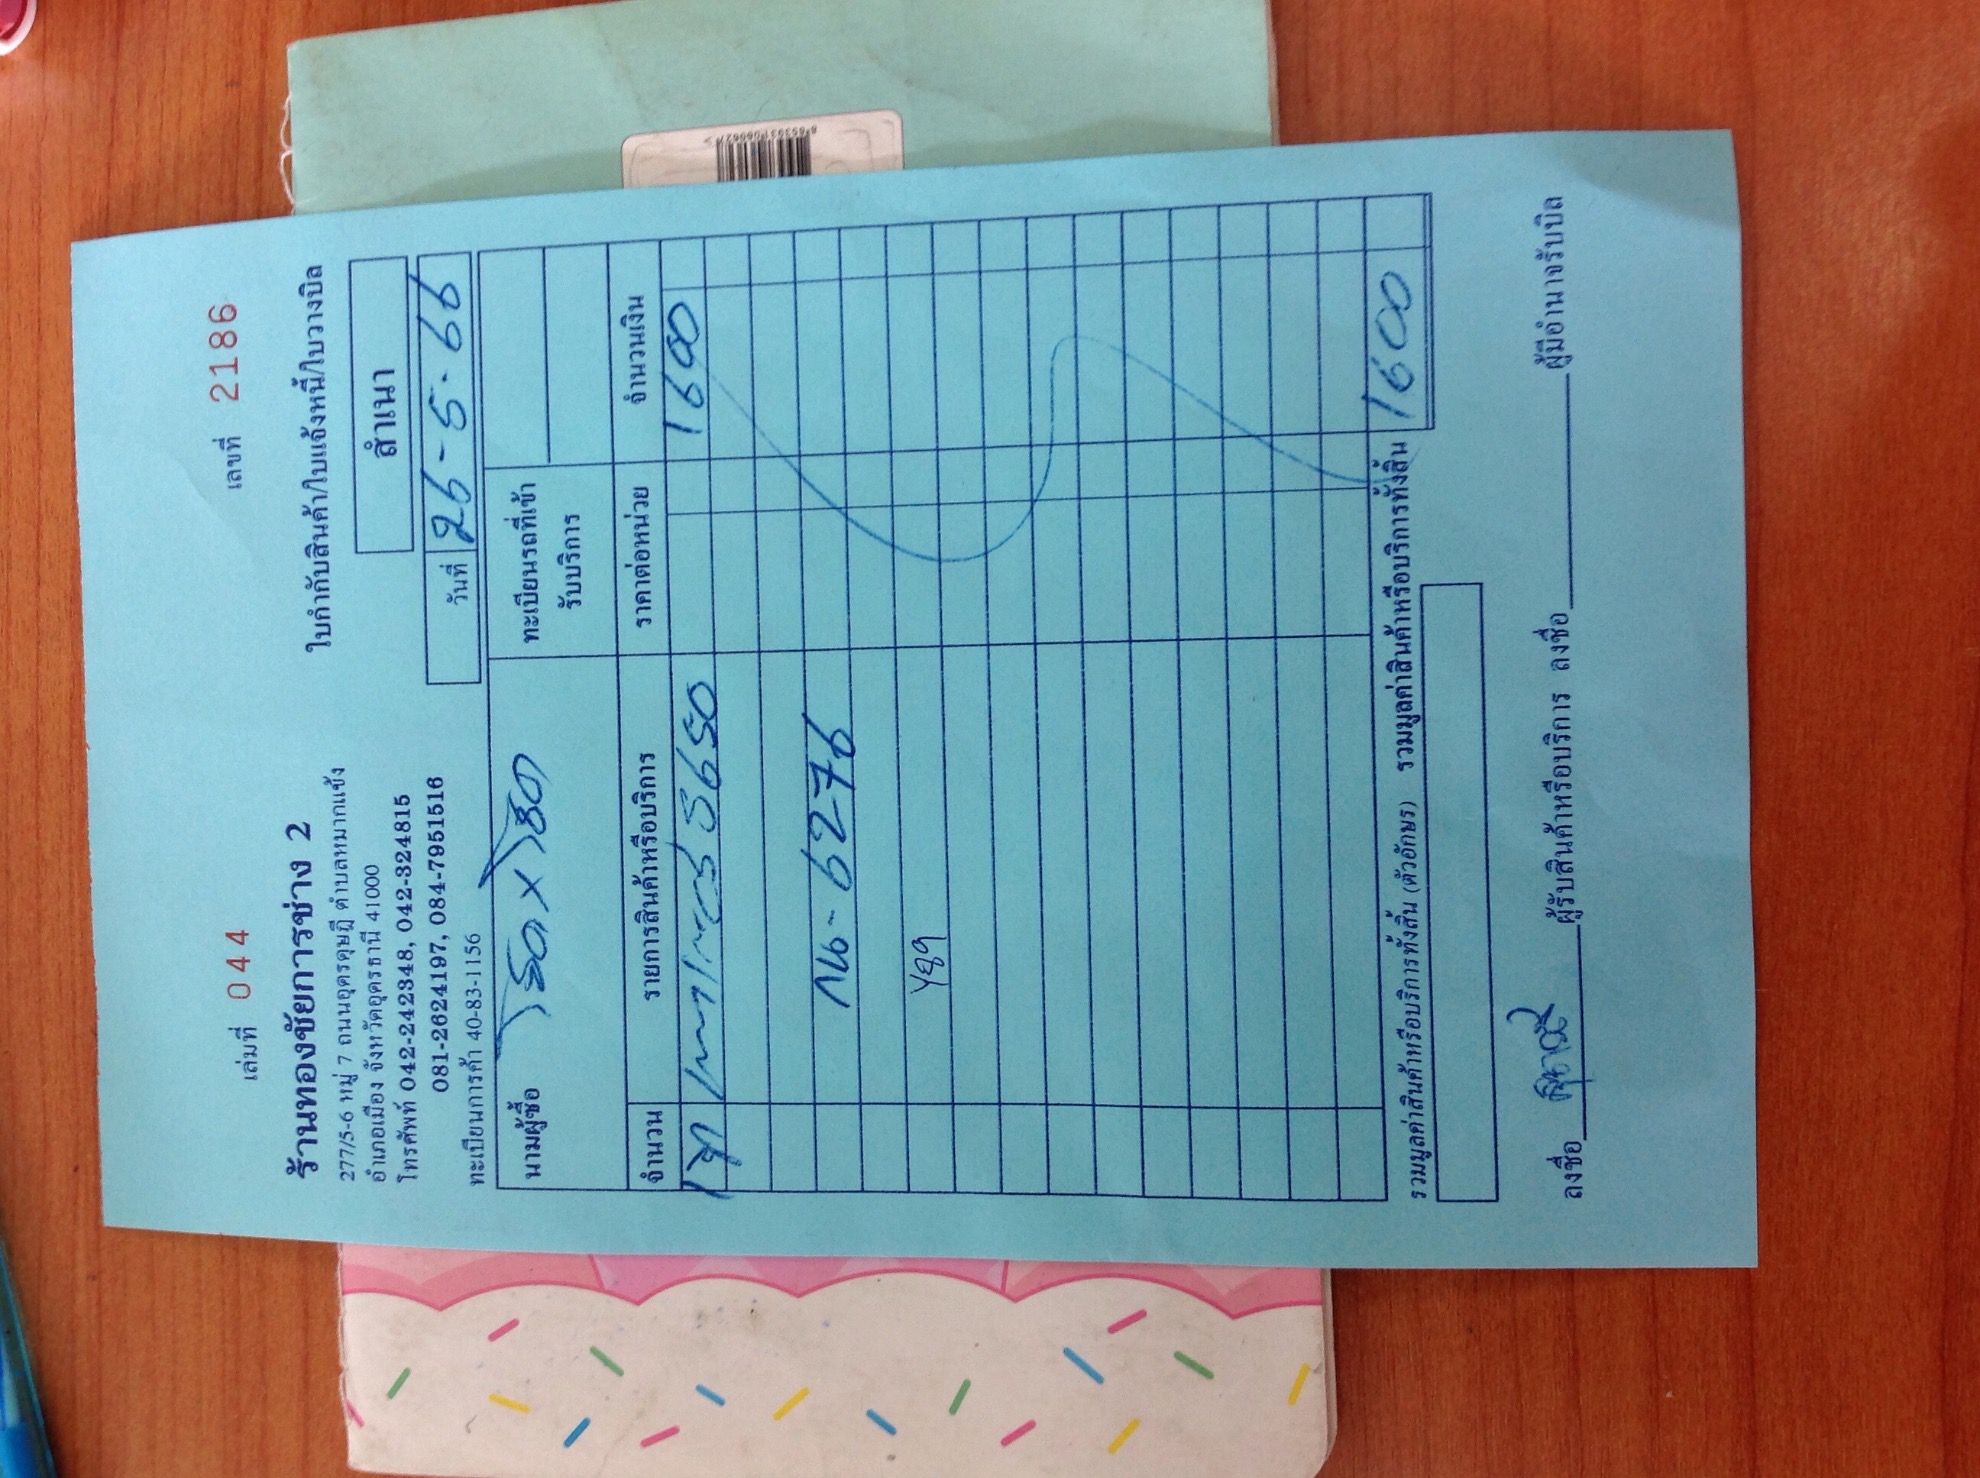 เล่มที่ 044 เลขที่ 2186
ร้านทองชัยการช่าง 2 ใบกำกับสินค้า/ใบแจ้งหนี้/ใบวางบิล
277/5-6 หมู่ 7 ถนนอุดรดุษฎี ตำบลหมากแข้ง
อำเภอเมือง จังหวัดอุดรธานี 41000
สำเนา
โทรศัพท์ 042-242348, 042-324815
081-2624197, 084-7951516
วันที่ 26-5-66
ทะเบียนการค้า 40-83-1156
นามผู้ซื้อ
ทะเบียนรถที่เข้า
รับบริการ
จำนวน รายการสินค้าหรือบริการ ราคาต่อหน่วย จำนวนเงิน
5650 1600
กน-6276
รวมมูลค่าสินค้าหรือบริการทั้งสิ้น (ตัวอักษร) รวมมูลค่าสินค้าหรือบริการทั้งสิ้น 1600
ลงชื่อ ผู้รับสินค้าหรือบริการ ลงชื่อ ผู้มีอำนาจรับบิล